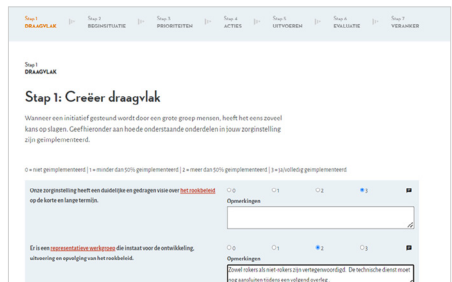 Stap 1 Stap 2 Stap 3 Stap 4 Stap 5 Stap 6 Stap 7
DRAAGVLAK BEGINSITUATIE PRIORITEITEN ACTIES UITVOEREN EVALUATIE VERANKER
Stap 1
DRAAGVLAK
Stap 1: Creëer draagvlak
Wanneer een initiatief gesteund wordt door een grote groep mensen, heeft het eens zoveel
kans op slagen. Geef hieronder aan hoe de onderstaande onderdelen in jouw zorginstelling
zijn geïmplementeerd.
0 = niet geïmplementeerd | 1 = minder dan 50% geïmplementeerd | 2 = meer dan 50% geïmplementeerd | 3 = ja/volledig geïmplementeerd
Onze zorginstelling heeft een duidelijke en gedragen visie over het rookbeleid
op de korte en lange termijn.
0 1 2 3
Opmerkingen
Er is een representatieve werkgroep die instaat voor de ontwikkeling,
uitvoering en opvolging van het rookbeleid.
0 1 2 3
Opmerkingen
Zowel rokers als niet-rokers zijn vertegenwoordigd. De technische dienst moet
nog aansluiten tijdens een volgend overleg.